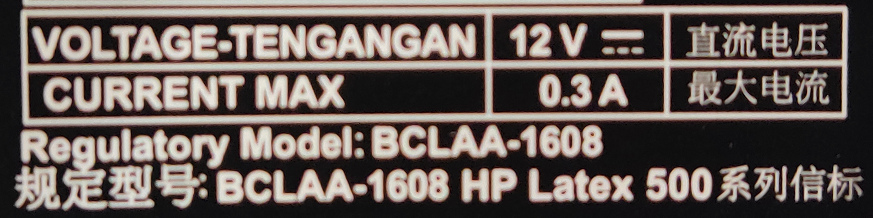 VOLTAGE-TENGANGAN 12 V ⎓ 直流电压
CURRENT MAX 0.3 A 最大电流
Regulatory Model: BCLAA-1608
规定型号: BCLAA-1608 HP Latex 500系列信标